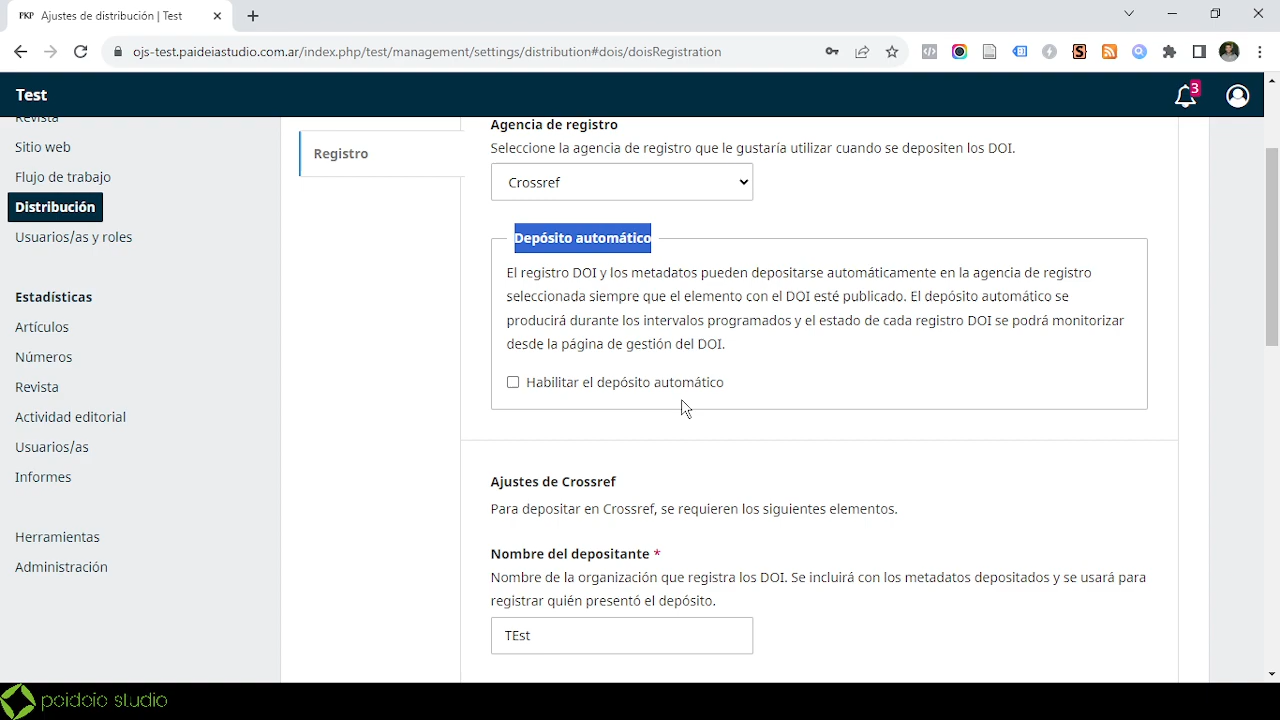 PKP Ajustes de distribución | Test
ojs-test.paideiastudio.com.ar/index.php/test/management/settings/distribution#dois/doisRegistration
Test
3
Revista
Sitio web
Flujo de trabajo
Distribución
Usuarios/as y roles
Estadísticas
Artículos
Números
Revista
Actividad editorial
Usuarios/as
Informes
Herramientas
Administración
Registro
Agencia de registro
Seleccione la agencia de registro que le gustaría utilizar cuando se depositen los DOI.
Crossref
Depósito automático
El registro DOI y los metadatos pueden depositarse automáticamente en la agencia de registro
seleccionada siempre que el elemento con el DOI esté publicado. El depósito automático se
producirá durante los intervalos programados y el estado de cada registro DOI se podrá monitorizar
desde la página de gestión del DOI.
Habilitar el depósito automático
Ajustes de Crossref
Para depositar en Crossref, se requieren los siguientes elementos.
Nombre del depositante *
Nombre de la organización que registra los DOI. Se incluirá con los metadatos depositados y se usará para
registrar quién presentó el depósito.
TEst
paideia studio